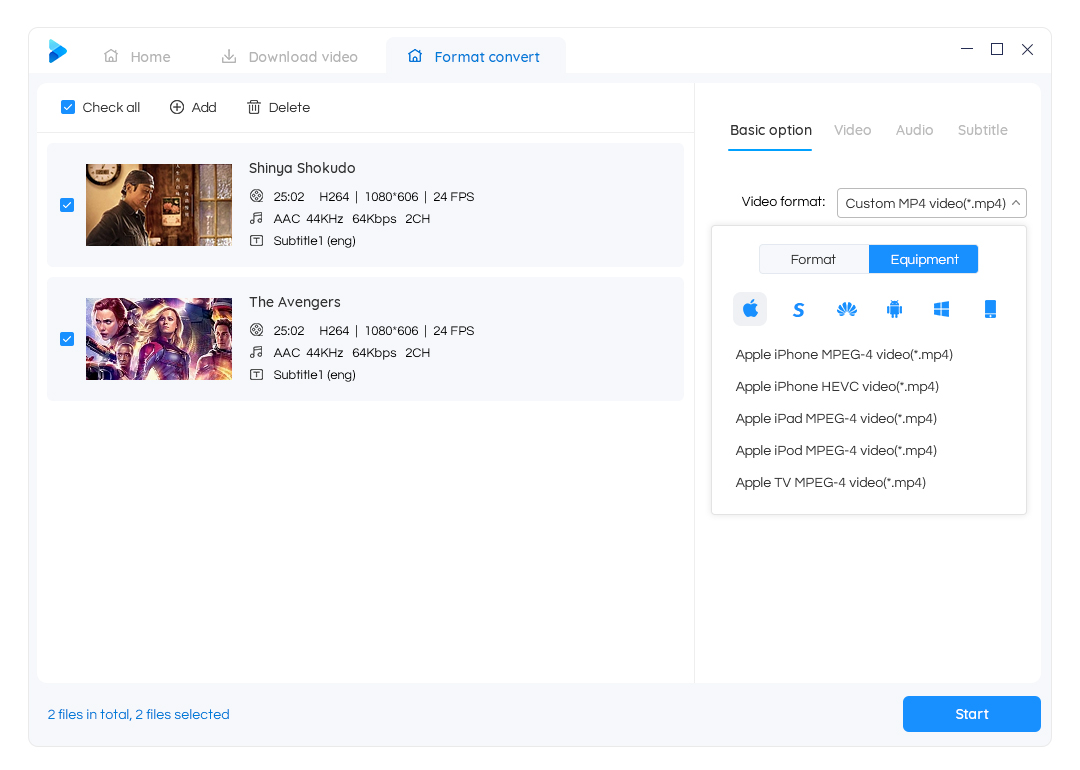 Home
Download video
Format convert
Check all
Add
Delete
Shinya Shokudo
25:02 H264 | 1080*606 | 24 FPS
AAC 44KHz 64Kbps 2CH
Subtitle1 (eng)
The Avengers
25:02 H264 | 1080*606 | 24 FPS
AAC 44KHz 64Kbps 2CH
Subtitle1 (eng)
Basic option
Video
Audio
Subtitle
Video format: Custom MP4 video(*.mp4)
Format
Equipment
S
Apple iPhone MPEG-4 video(*.mp4)
Apple iPhone HEVC video(*.mp4)
Apple iPad MPEG-4 video(*.mp4)
Apple iPod MPEG-4 video(*.mp4)
Apple TV MPEG-4 video(*.mp4)
2 files in total, 2 files selected
Start